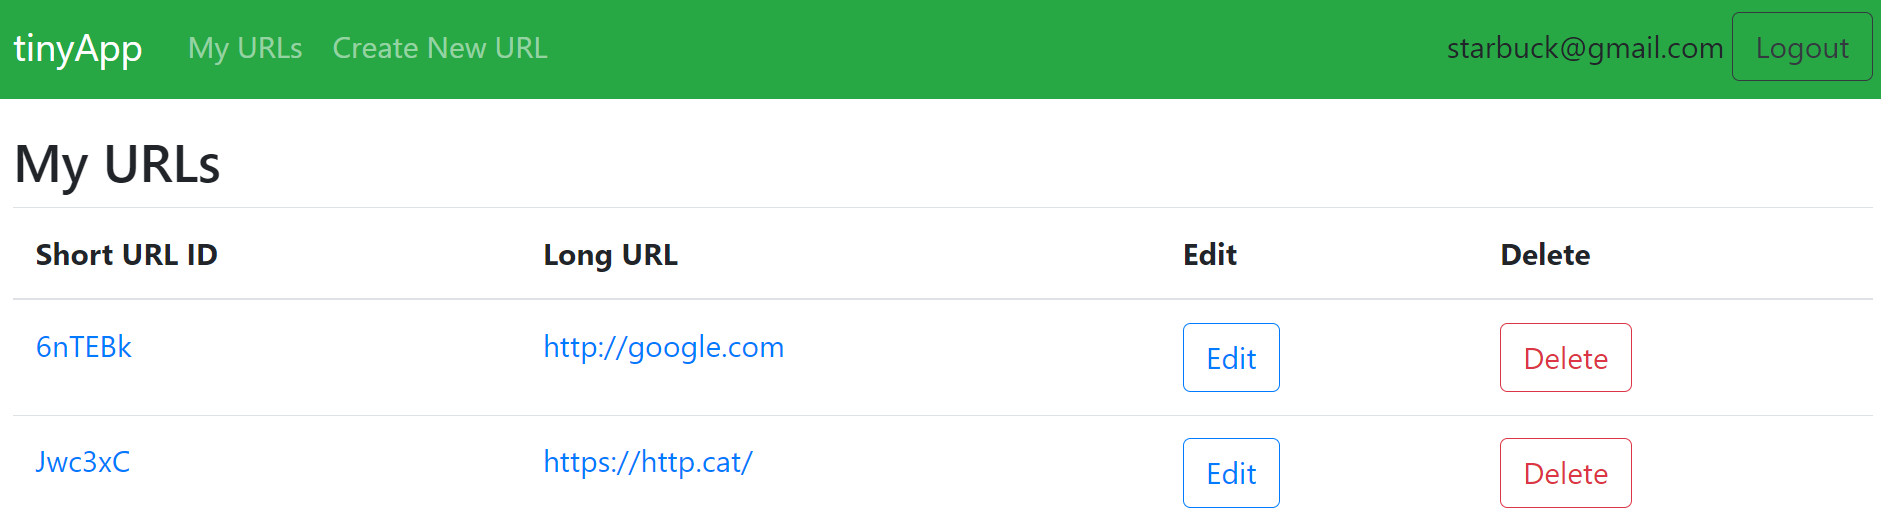 tinyApp My URLs Create New URL starbuck@gmail.com Logout
My URLs
Short URL ID Long URL Edit Delete
6nTEBk http://google.com Edit Delete
Jwc3xC https://http.cat/ Edit Delete